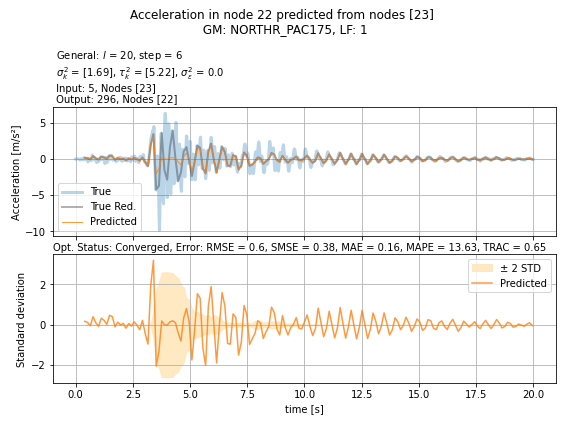 Acceleration in node 22 predicted from nodes [23]
GM: NORTHR_PAC175, LF: 1
General: l = 20, step = 6
σ²ₖ = [1.69], τ²ₖ = [5.22], σ²ₑ = 0.0
Input: 5, Nodes [23]
Output: 296, Nodes [22]
5
0
−5
−10
Acceleration [m/s²]
True
True Red.
Predicted
Opt. Status: Converged, Error: RMSE = 0.6, SMSE = 0.38, MAE = 0.16, MAPE = 13.63, TRAC = 0.65
2
0
−2
Standard deviation
± 2 STD
Predicted
0.0 2.5 5.0 7.5 10.0 12.5 15.0 17.5 20.0
time [s]